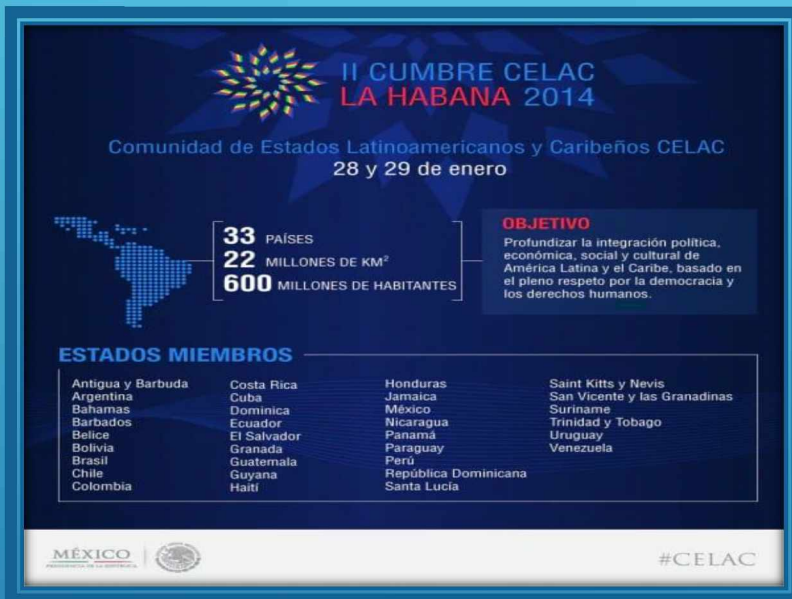 II CUMBRE CELAC
LA HABANA 2014
Comunidad de Estados Latinoamericanos y Caribeños CELAC
28 y 29 de enero
33 PAÍSES
22 MILLONES DE KM²
600 MILLONES DE HABITANTES
OBJETIVO
Profundizar la integración política,
económica, social y cultural de
América Latina y el Caribe, basado en
el pleno respeto por la democracia y
los derechos humanos.
ESTADOS MIEMBROS
Antigua y Barbuda
Argentina
Bahamas
Barbados
Belice
Bolivia
Brasil
Chile
Colombia
Costa Rica
Cuba
Dominica
Ecuador
El Salvador
Granada
Guatemala
Guyana
Haití
Honduras
Jamaica
México
Nicaragua
Panamá
Paraguay
Perú
República Dominicana
Santa Lucía
Saint Kitts y Nevis
San Vicente y las Granadinas
Suriname
Trinidad y Tobago
Uruguay
Venezuela
MÉXICO
PRESIDENCIA DE LA REPÚBLICA
#CELAC